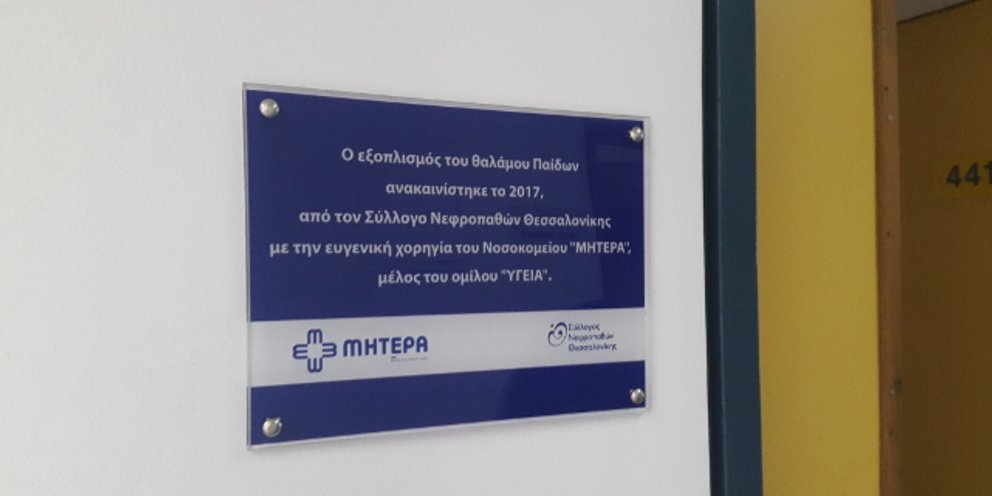 Ο εξοπλισμός του θαλάμου Παίδων
ανακαινίστηκε το 2017,
από τον Σύλλογο Νεφροπαθών Θεσσαλονίκης
με την ευγενική χορηγία του Νοσοκομείου "ΜΗΤΕΡΑ",
μέλος του ομίλου "ΥΓΕΙΑ".
ΜΗΤΕΡΑ
Σύλλογος
Νεφροπαθών
Θεσσαλονίκης
441